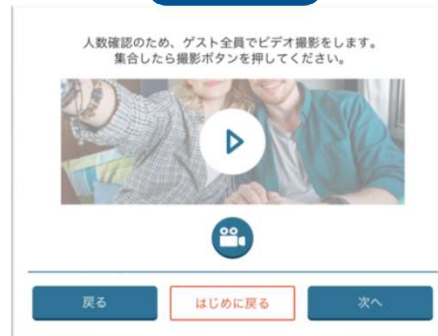 人数確認のため、ゲスト全員でビデオ撮影をします。
集合したら撮影ボタンを押してください。
戻る
はじめに戻る
次へ